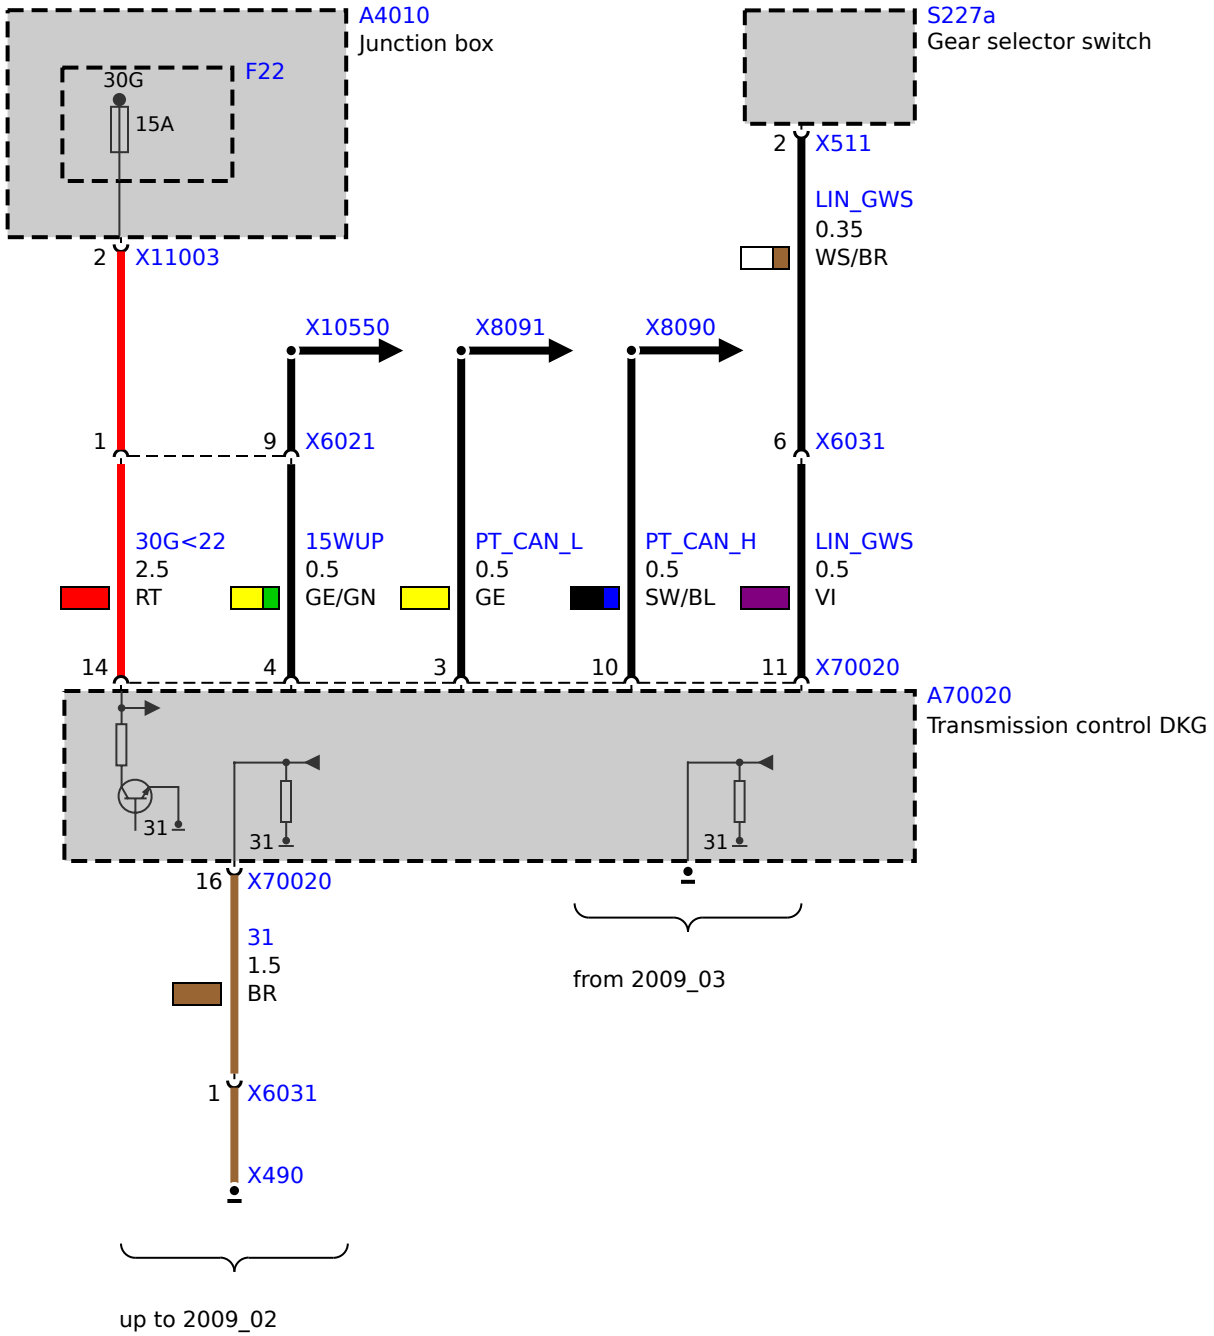 A4010
Junction box
F22
30G
15A
S227a
Gear selector switch
2 X11003
2 X511
LIN_GWS
0.35
WS/BR
X10550
X8091
X8090
1
9 X6021
6 X6031
30G<22
2.5
RT
15WUP
0.5
GE/GN
PT_CAN_L
0.5
GE
PT_CAN_H
0.5
SW/BL
LIN_GWS
0.5
VI
14
4
3
10
11 X70020
A70020
Transmission control DKG
31
31
31
16 X70020
31
1.5
BR
from 2009_03
1 X6031
X490
up to 2009_02